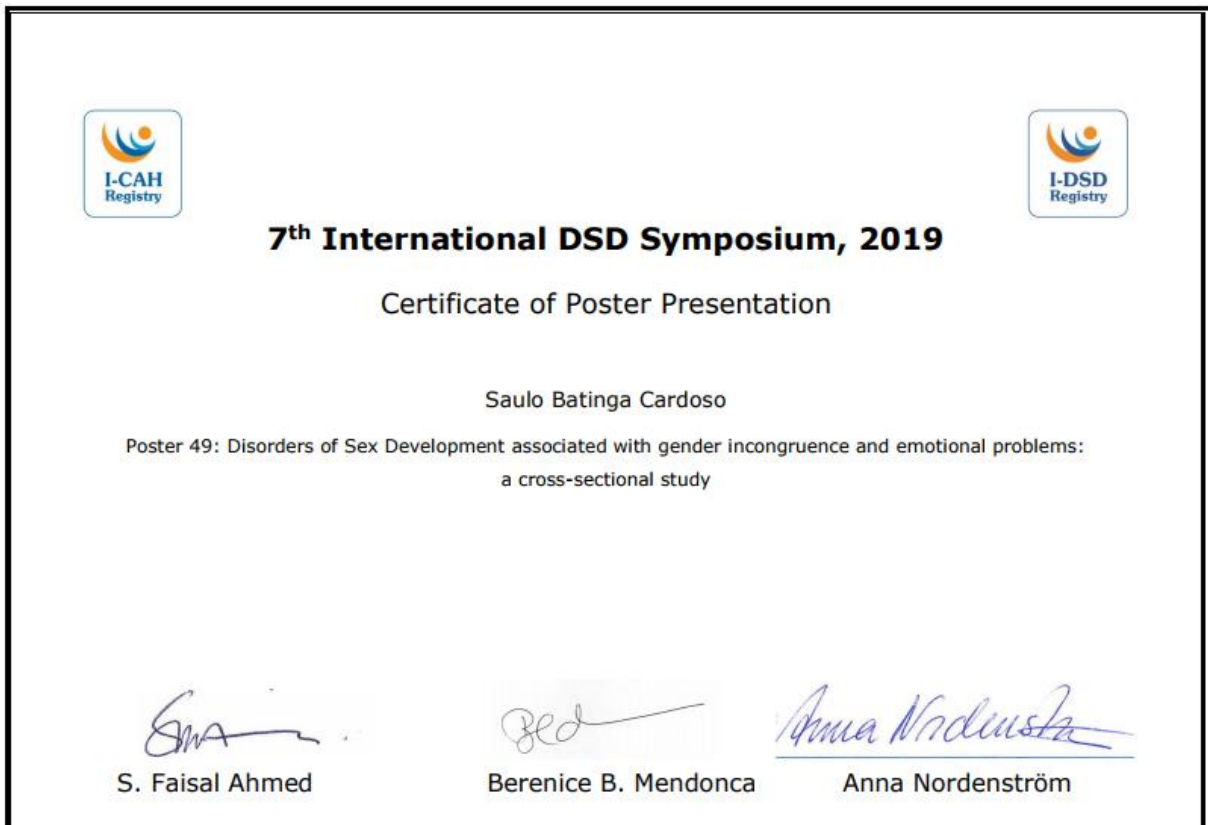 I-CAH
Registry
I-DSD
Registry
7th International DSD Symposium, 2019
Certificate of Poster Presentation
Saulo Batinga Cardoso
Poster 49: Disorders of Sex Development associated with gender incongruence and emotional problems:
a cross-sectional study
Anna Nordenström
S. Faisal Ahmed
Berenice B. Mendonca